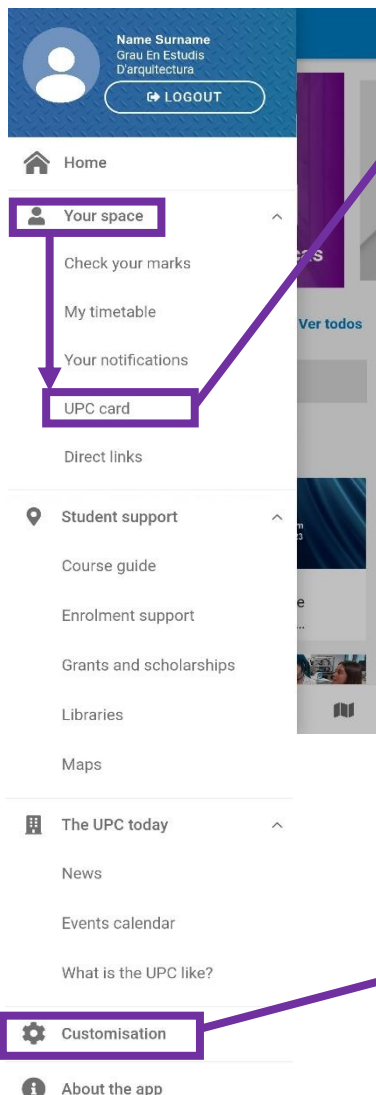 Name Surname
Grau En Estudis
D'arquitectura
LOGOUT
Home
Your space
Check your marks
My timetable
Ver todos
Your notifications
UPC card
Direct links
Student support
Course guide
Enrolment support
Grants and scholarships
Libraries
Maps
The UPC today
News
Events calendar
What is the UPC like?
Customisation
About the app